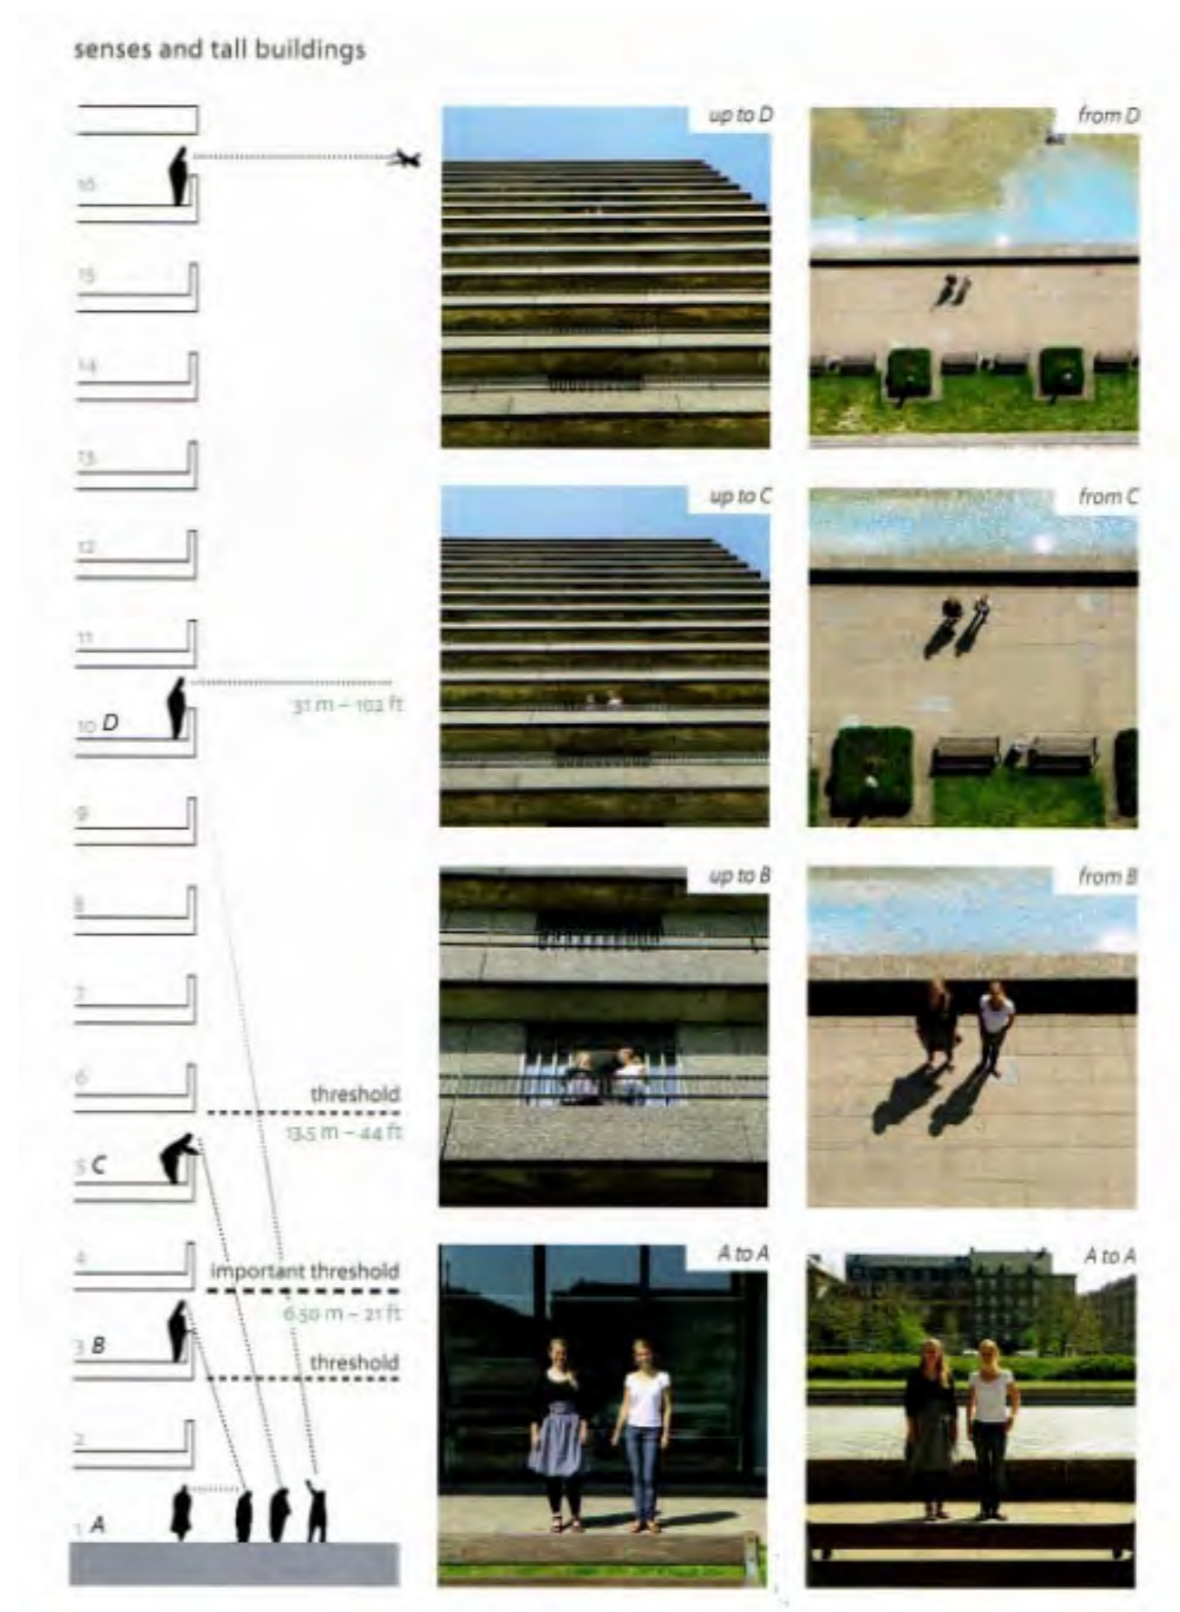 senses and tall buildings
16
15
14
13
12
11
31 m – 102 ft
10 D
9
8
7
6
threshold
13.5 m – 44 ft
5 C
4
important threshold
6.50 m – 21 ft
3 B
threshold
2
1 A
up to D
from D
up to C
from C
up to B
from B
A to A
A to A